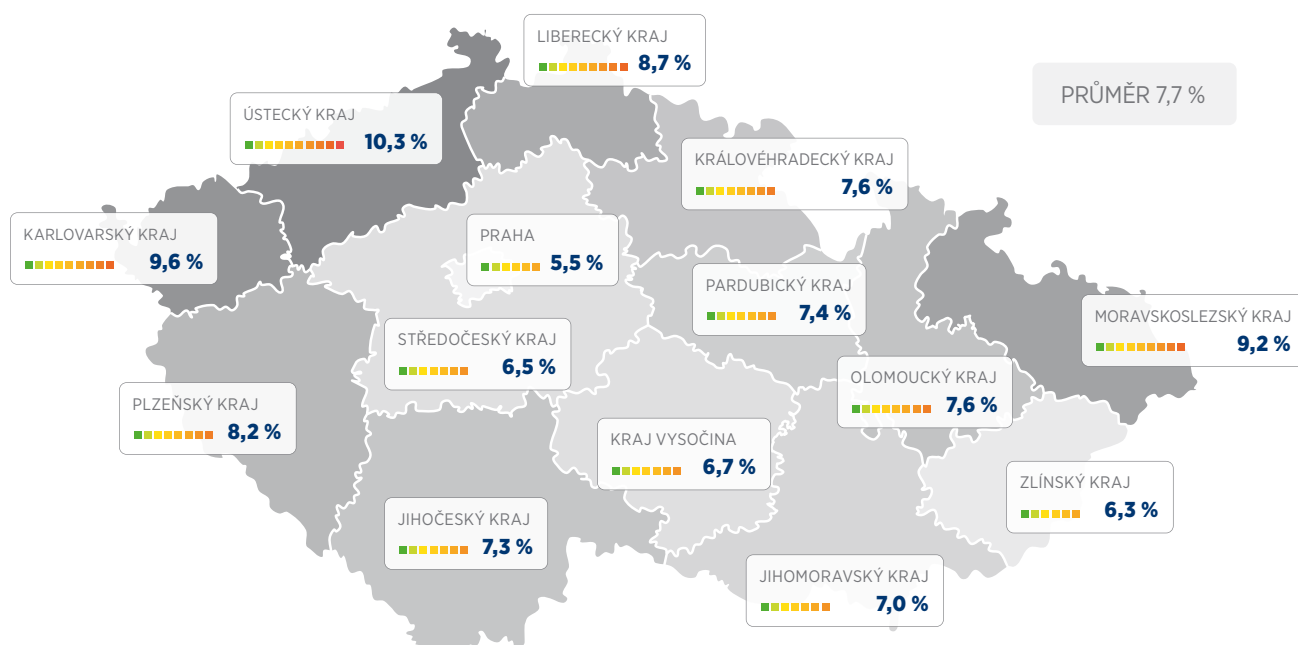 LIBERECKÝ KRAJ
8,7 %
PRŮMĚR 7,7 %
ÚSTECKÝ KRAJ
10,3 %
KRÁLOVÉHRADECKÝ KRAJ
7,6 %
KARLOVARSKÝ KRAJ
9,6 %
PRAHA
5,5 %
PARDUBICKÝ KRAJ
7,4 %
MORAVSKOSLEZSKÝ KRAJ
9,2 %
STŘEDOČESKÝ KRAJ
6,5 %
OLOMOUCKÝ KRAJ
7,6 %
PLZEŇSKÝ KRAJ
8,2 %
KRAJ VYSOČINA
6,7 %
ZLÍNSKÝ KRAJ
6,3 %
JIHOČESKÝ KRAJ
7,3 %
JIHOMORAVSKÝ KRAJ
7,0 %